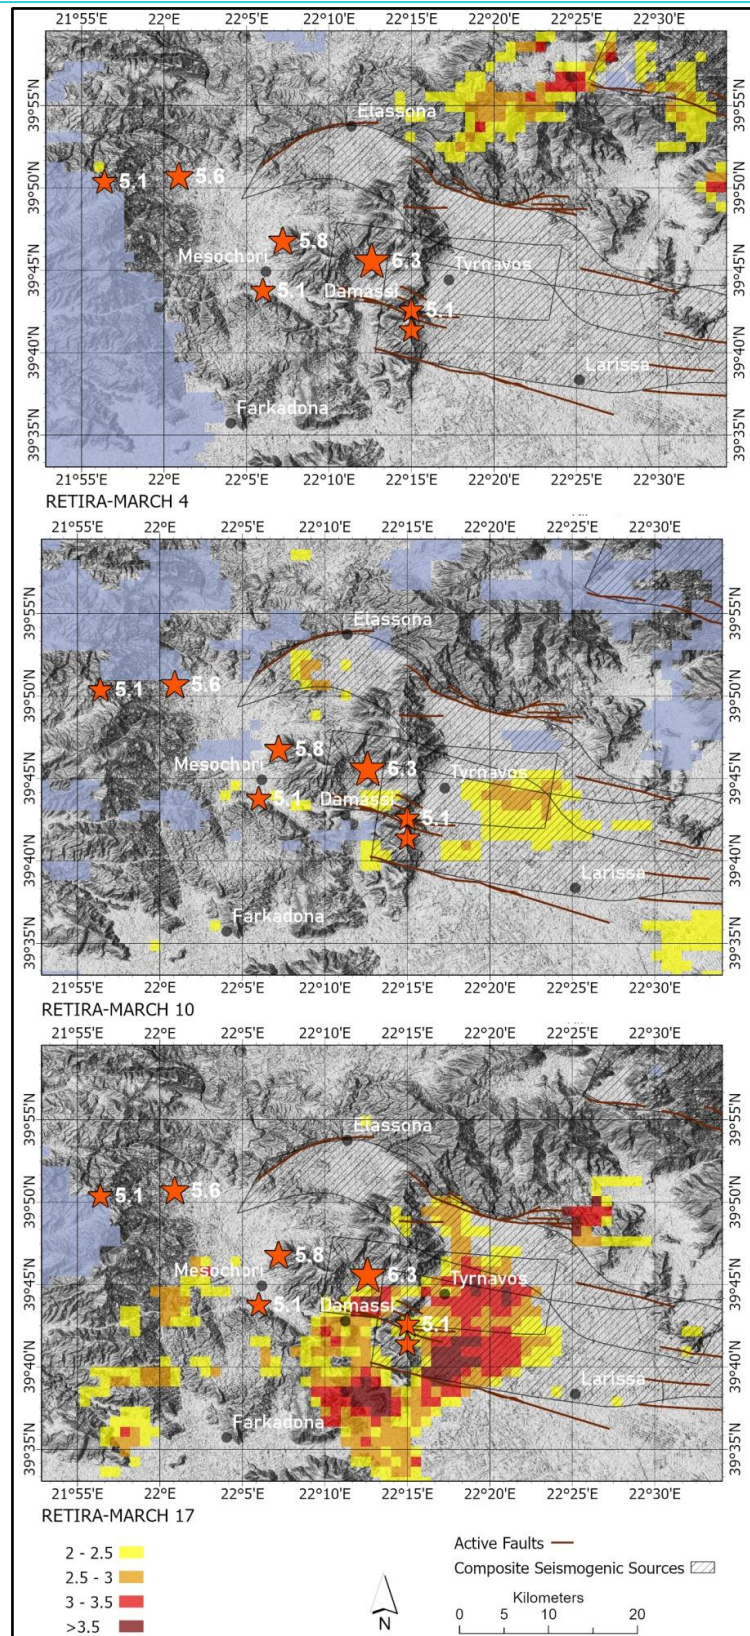 21°55'E 22°0'E 22°5'E 22°10'E 22°15'E 22°20'E 22°25'E 22°30'E
39°55'N 39°55'N
Elassona
39°50'N 5.1 5.6 39°50'N
5.8
Mesochori 6.3 Tyrnavos
39°45'N 39°45'N
5.1 Damassi 5.1
39°40'N 39°40'N
Larissa
Farkadona
39°35'N 39°35'N
21°55'E 22°0'E 22°5'E 22°10'E 22°15'E 22°20'E 22°25'E 22°30'E
RETIRA-MARCH 4
21°55'E 22°0'E 22°5'E 22°10'E 22°15'E 22°20'E 22°25'E 22°30'E
39°55'N 39°55'N
Elassona
39°50'N 5.1 5.6 39°50'N
5.8
Mesochori 6.3 Tyrnavos
39°45'N 39°45'N
5.1 Damassi 5.1
39°40'N 39°40'N
Larissa
Farkadona
39°35'N 39°35'N
21°55'E 22°0'E 22°5'E 22°10'E 22°15'E 22°20'E 22°25'E 22°30'E
RETIRA-MARCH 10
21°55'E 22°0'E 22°5'E 22°10'E 22°15'E 22°20'E 22°25'E 22°30'E
39°55'N 39°55'N
Elassona
39°50'N 5.1 5.6 39°50'N
5.8
Mesochori 6.3 Tyrnavos
39°45'N 39°45'N
5.1 Damassi 5.1
39°40'N 39°40'N
Larissa
Farkadona
39°35'N 39°35'N
21°55'E 22°0'E 22°5'E 22°10'E 22°15'E 22°20'E 22°25'E 22°30'E
RETIRA-MARCH 17
2 - 2.5
2.5 - 3
3 - 3.5
>3.5
N
Active Faults
Composite Seismogenic Sources
Kilometers
0 5 10 20